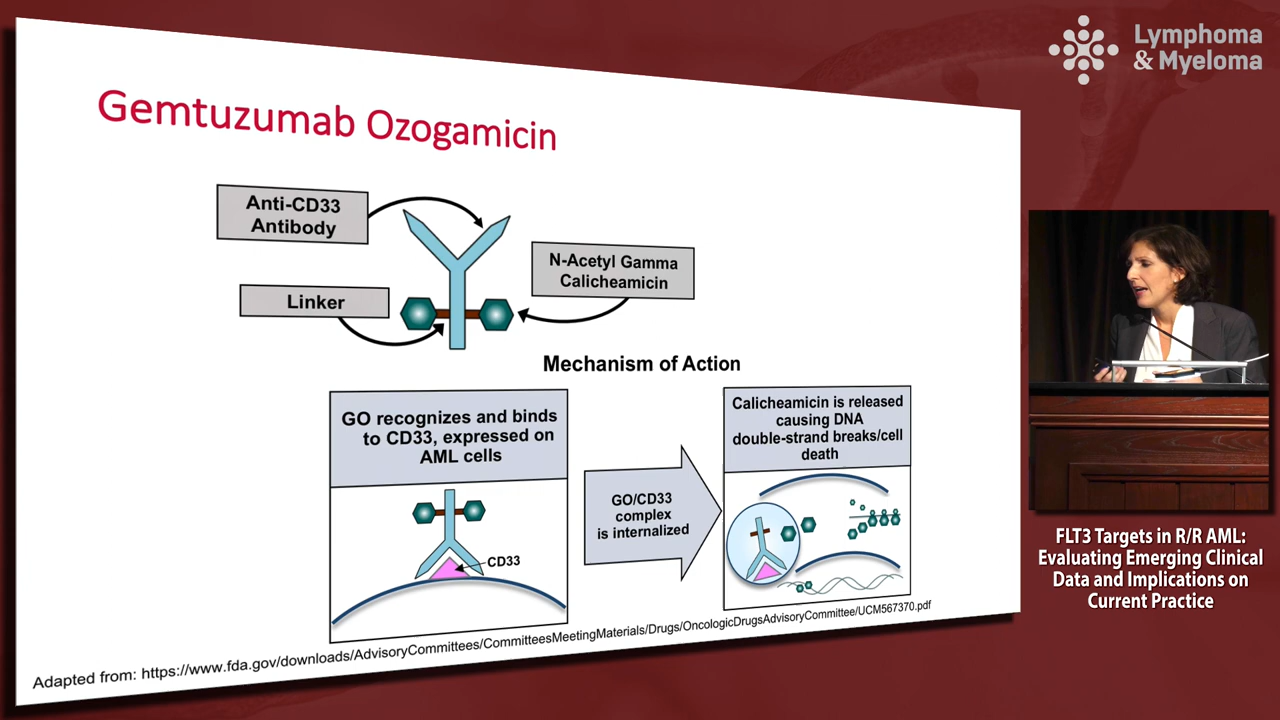 Lymphoma
& Myeloma
Gemtuzumab Ozogamicin
Anti-CD33
Antibody
N-Acetyl Gamma
Calicheamicin
Linker
Mechanism of Action
GO recognizes and binds
to CD33, expressed on
AML cells
CD33
GO/CD33
complex
is internalized
Calicheamicin is released
causing DNA
double-strand breaks/cell
death
Adapted from: https://www.fda.gov/downloads/AdvisoryCommittees/CommitteesMeetingMaterials/Drugs/OncologicDrugsAdvisoryCommittee/UCM567370.pdf
FLT3 Targets in R/R AML:
Evaluating Emerging Clinical
Data and Implications on
Current Practice